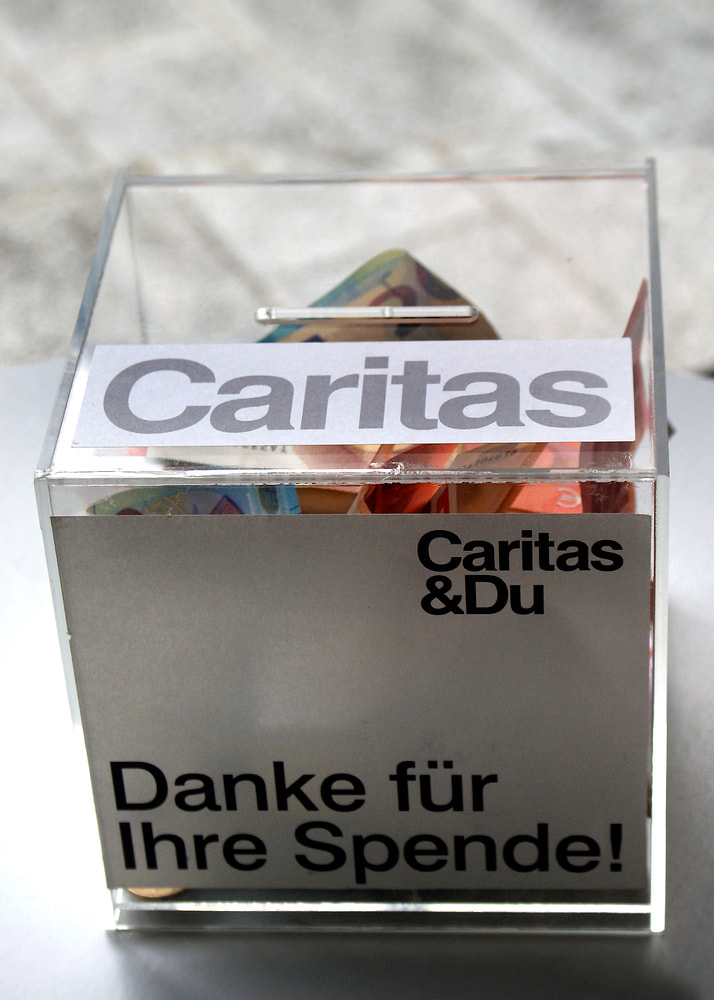 Caritas
Caritas
&Du
Danke für
Ihre Spende!